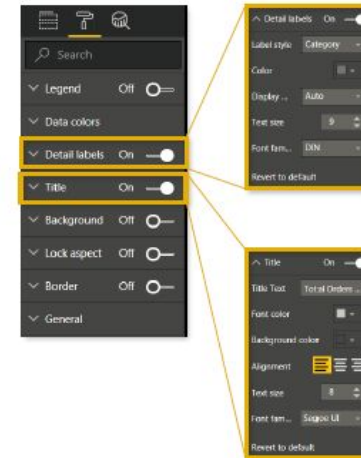 Search
Legend Off
Data colors
Detail labels On
Title On
Background Off
Lock aspect Off
Border Off
General
Detail labels On
Label style Category
Color
Display ... Auto
Text size 9
Font fam... DIN
Revert to default
Title On
Title Text Total Orders ...
Font color
Background color
Alignment
Text size 8
Font fam... Segoe UI
Revert to default